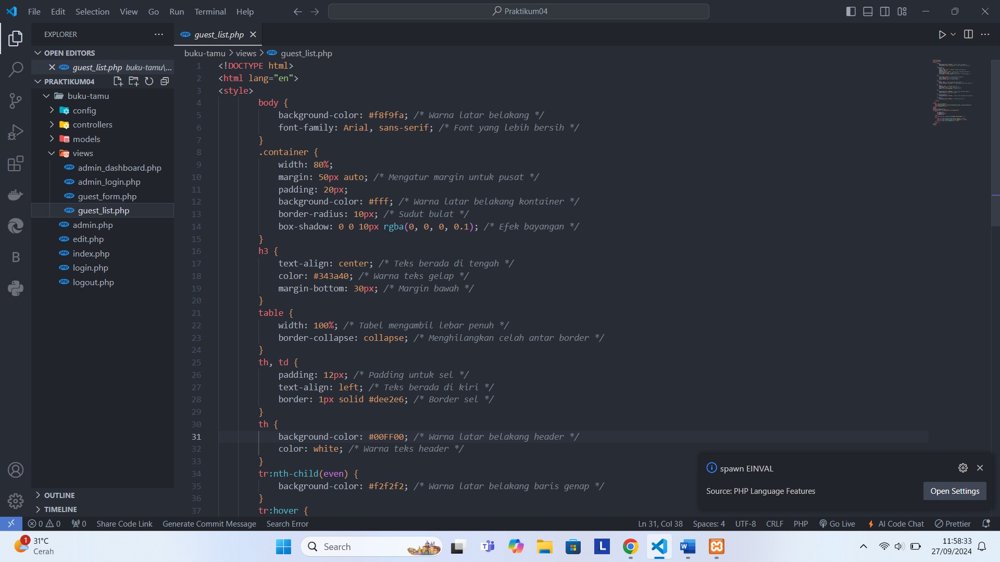 File Edit Selection View Go Run Terminal Help
Praktikum04
EXPLORER
OPEN EDITORS
guest_list.php buku-tamu\...
PRAKTIKUM04
buku-tamu
config
controllers
models
views
admin_dashboard.php
admin_login.php
guest_form.php
guest_list.php
admin.php
edit.php
index.php
login.php
logout.php
OUTLINE
TIMELINE
guest_list.php
buku-tamu > views > guest_list.php
1 <!DOCTYPE html>
2 <html lang="en">
3 <style>
4 body {
5 background-color: #f8f9fa; /* Warna latar belakang */
6 font-family: Arial, sans-serif; /* Font yang lebih bersih */
7 }
8 .container {
9 width: 80%;
10 margin: 50px auto; /* Mengatur margin untuk pusat */
11 padding: 20px;
12 background-color: #fff; /* Warna latar belakang kontainer */
13 border-radius: 10px; /* Sudut bulat */
14 box-shadow: 0 0 10px rgba(0, 0, 0, 0.1); /* Efek bayangan */
15 }
16 h3 {
17 text-align: center; /* Teks berada di tengah */
18 color: #343a40; /* Warna teks gelap */
19 margin-bottom: 30px; /* Margin bawah */
20 }
21 table {
22 width: 100%; /* Tabel mengambil lebar penuh */
23 border-collapse: collapse; /* Menghilangkan celah antar border */
24 }
25 th, td {
26 padding: 12px; /* Padding untuk sel */
27 text-align: left; /* Teks berada di kiri */
28 border: 1px solid #dee2e6; /* Border sel */
29 }
30 th {
31 background-color: #00FF00; /* Warna latar belakang header */
32 color: white; /* Warna teks header */
33 }
34 tr:nth-child(even) {
35 background-color: #f2f2f2; /* Warna latar belakang baris genap */
36 }
37 tr:hover {
spawn EINVAL
Source: PHP Language Features
Open Settings
0 0 0 Share Code Link Generate Commit Message Search Error
Ln 31, Col 38 Spaces: 4 UTF-8 CRLF PHP Go Live AI Code Chat Prettier
1
31°C
Cerah
Search
11:58:33
27/09/2024